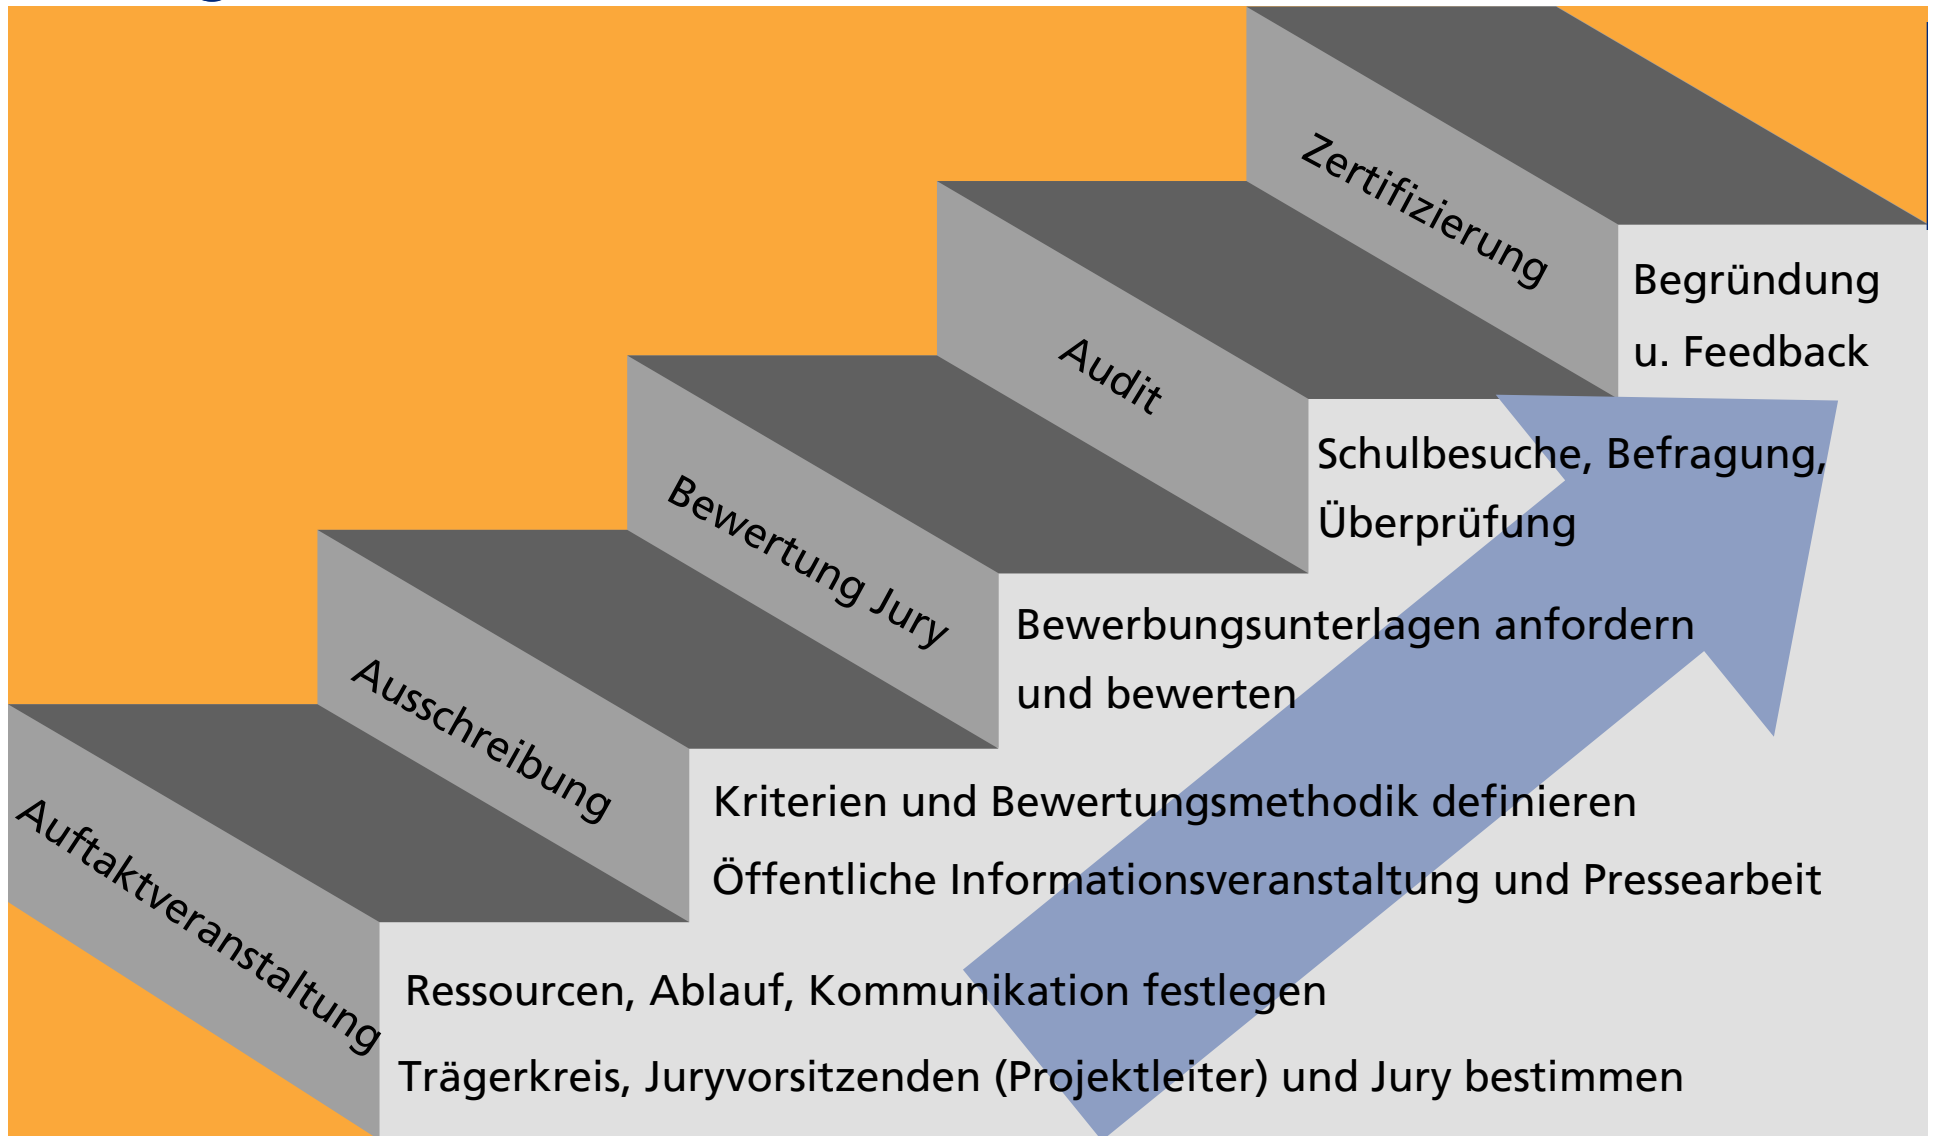 Zertifizierung
Begründung
u. Feedback
Audit
Schulbesuche, Befragung,
Überprüfung
Bewertung Jury
Bewerbungsunterlagen anfordern
und bewerten
Ausschreibung
Kriterien und Bewertungsmethodik definieren
Öffentliche Informationsveranstaltung und Pressearbeit
Auftaktveranstaltung
Ressourcen, Ablauf, Kommunikation festlegen
Trägerkreis, Juryvorsitzenden (Projektleiter) und Jury bestimmen